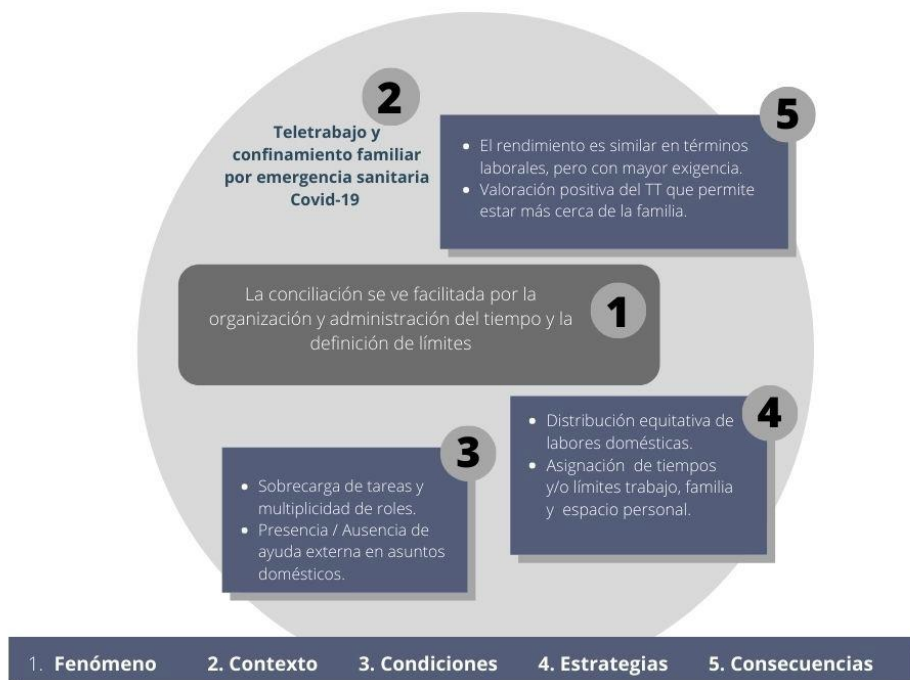 2
Teletrabajo y
confinamiento familiar
por emergencia sanitaria
Covid-19
5
• El rendimiento es similar en términos
laborales, pero con mayor exigencia.
• Valoración positiva del TT que permite
estar más cerca de la familia.
La conciliación se ve facilitada por la
organización y administración del tiempo y la
definición de límites
1
3
• Sobrecarga de tareas y
multiplicidad de roles.
• Presencia / Ausencia de
ayuda externa en asuntos
domésticos.
4
• Distribución equitativa de
labores domésticas.
• Asignación de tiempos
y/o límites trabajo, familia
y espacio personal.
1. Fenómeno 2. Contexto 3. Condiciones 4. Estrategias 5. Consecuencias